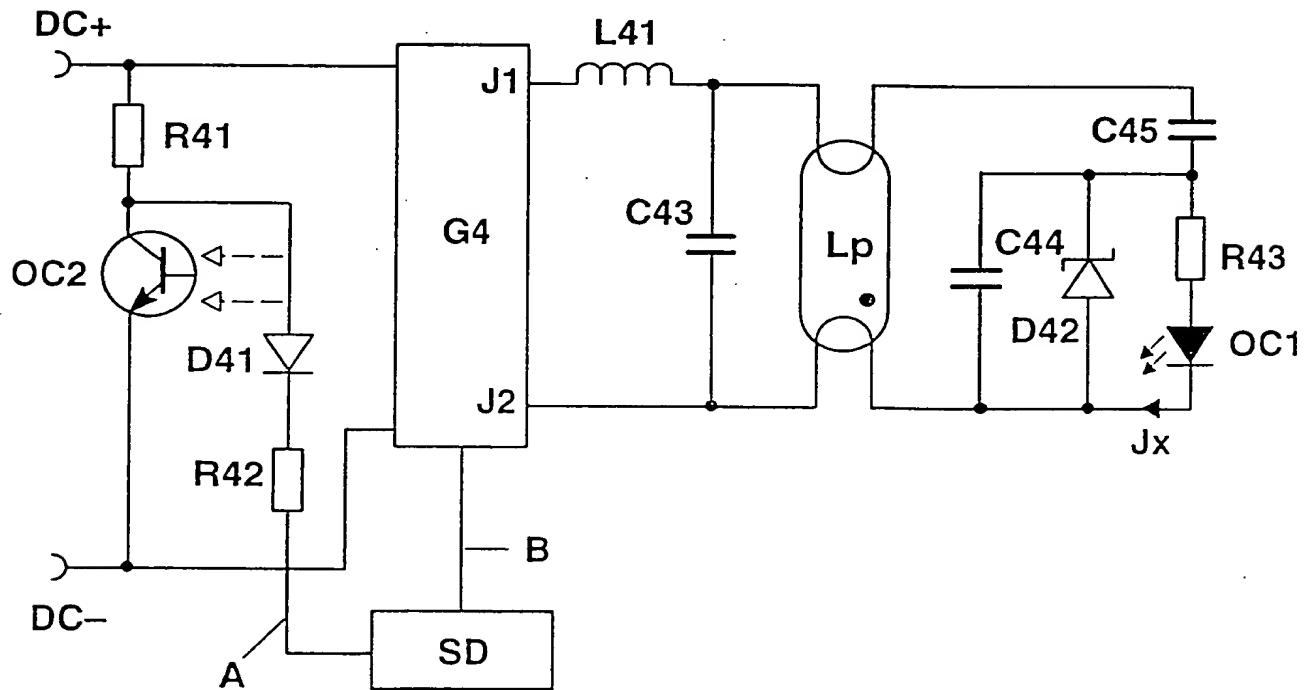 DC+
L41
J1
R41
C45
C43
G4
Lp
C44
R43
OC2
D42
OC1
D41
J2
Jx
R42
B
DC–
SD
A